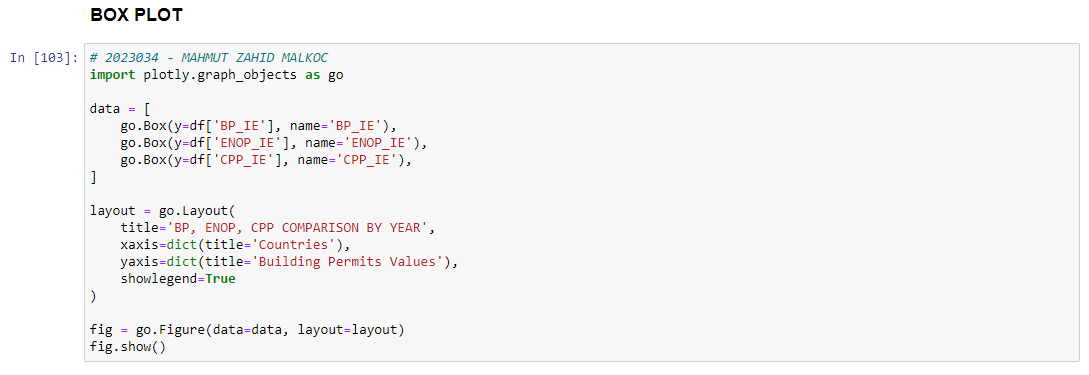 BOX PLOT
In [103]: # 2023034 - MAHMUT ZAHID MALKOC
import plotly.graph_objects as go
data = [
    go.Box(y=df['BP_IE'], name='BP_IE'),
    go.Box(y=df['ENOP_IE'], name='ENOP_IE'),
    go.Box(y=df['CPP_IE'], name='CPP_IE'),
]
layout = go.Layout(
    title='BP, ENOP, CPP COMPARISON BY YEAR',
    xaxis=dict(title='Countries'),
    yaxis=dict(title='Building Permits Values'),
    showlegend=True
)
fig = go.Figure(data=data, layout=layout)
fig.show()